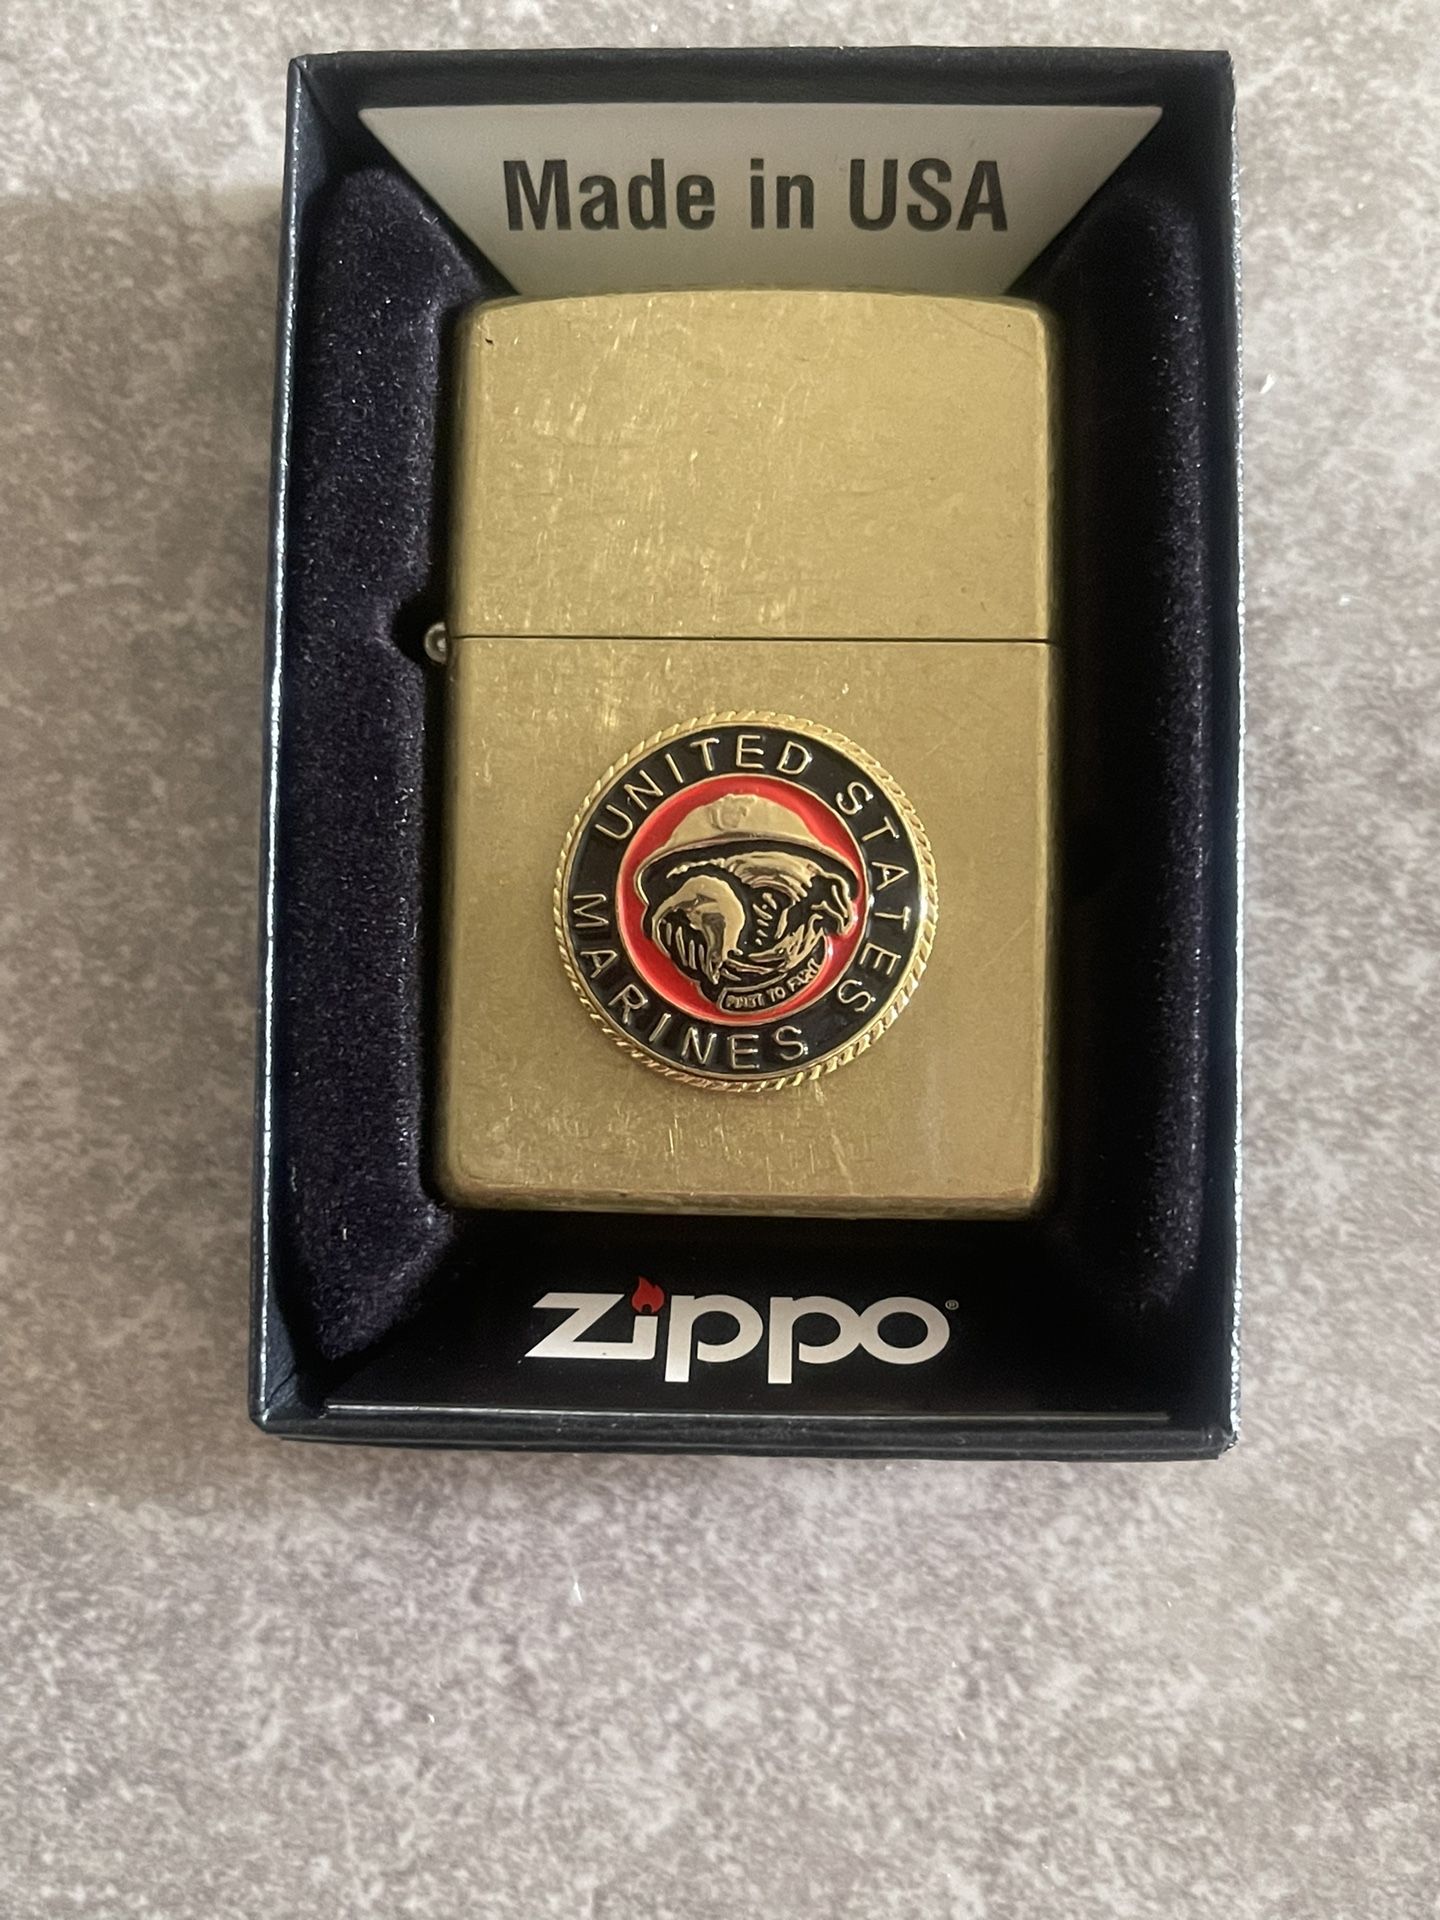 Made in USA
UNITED STATES
MARINES
FIRST TO FIGHT
zippo®